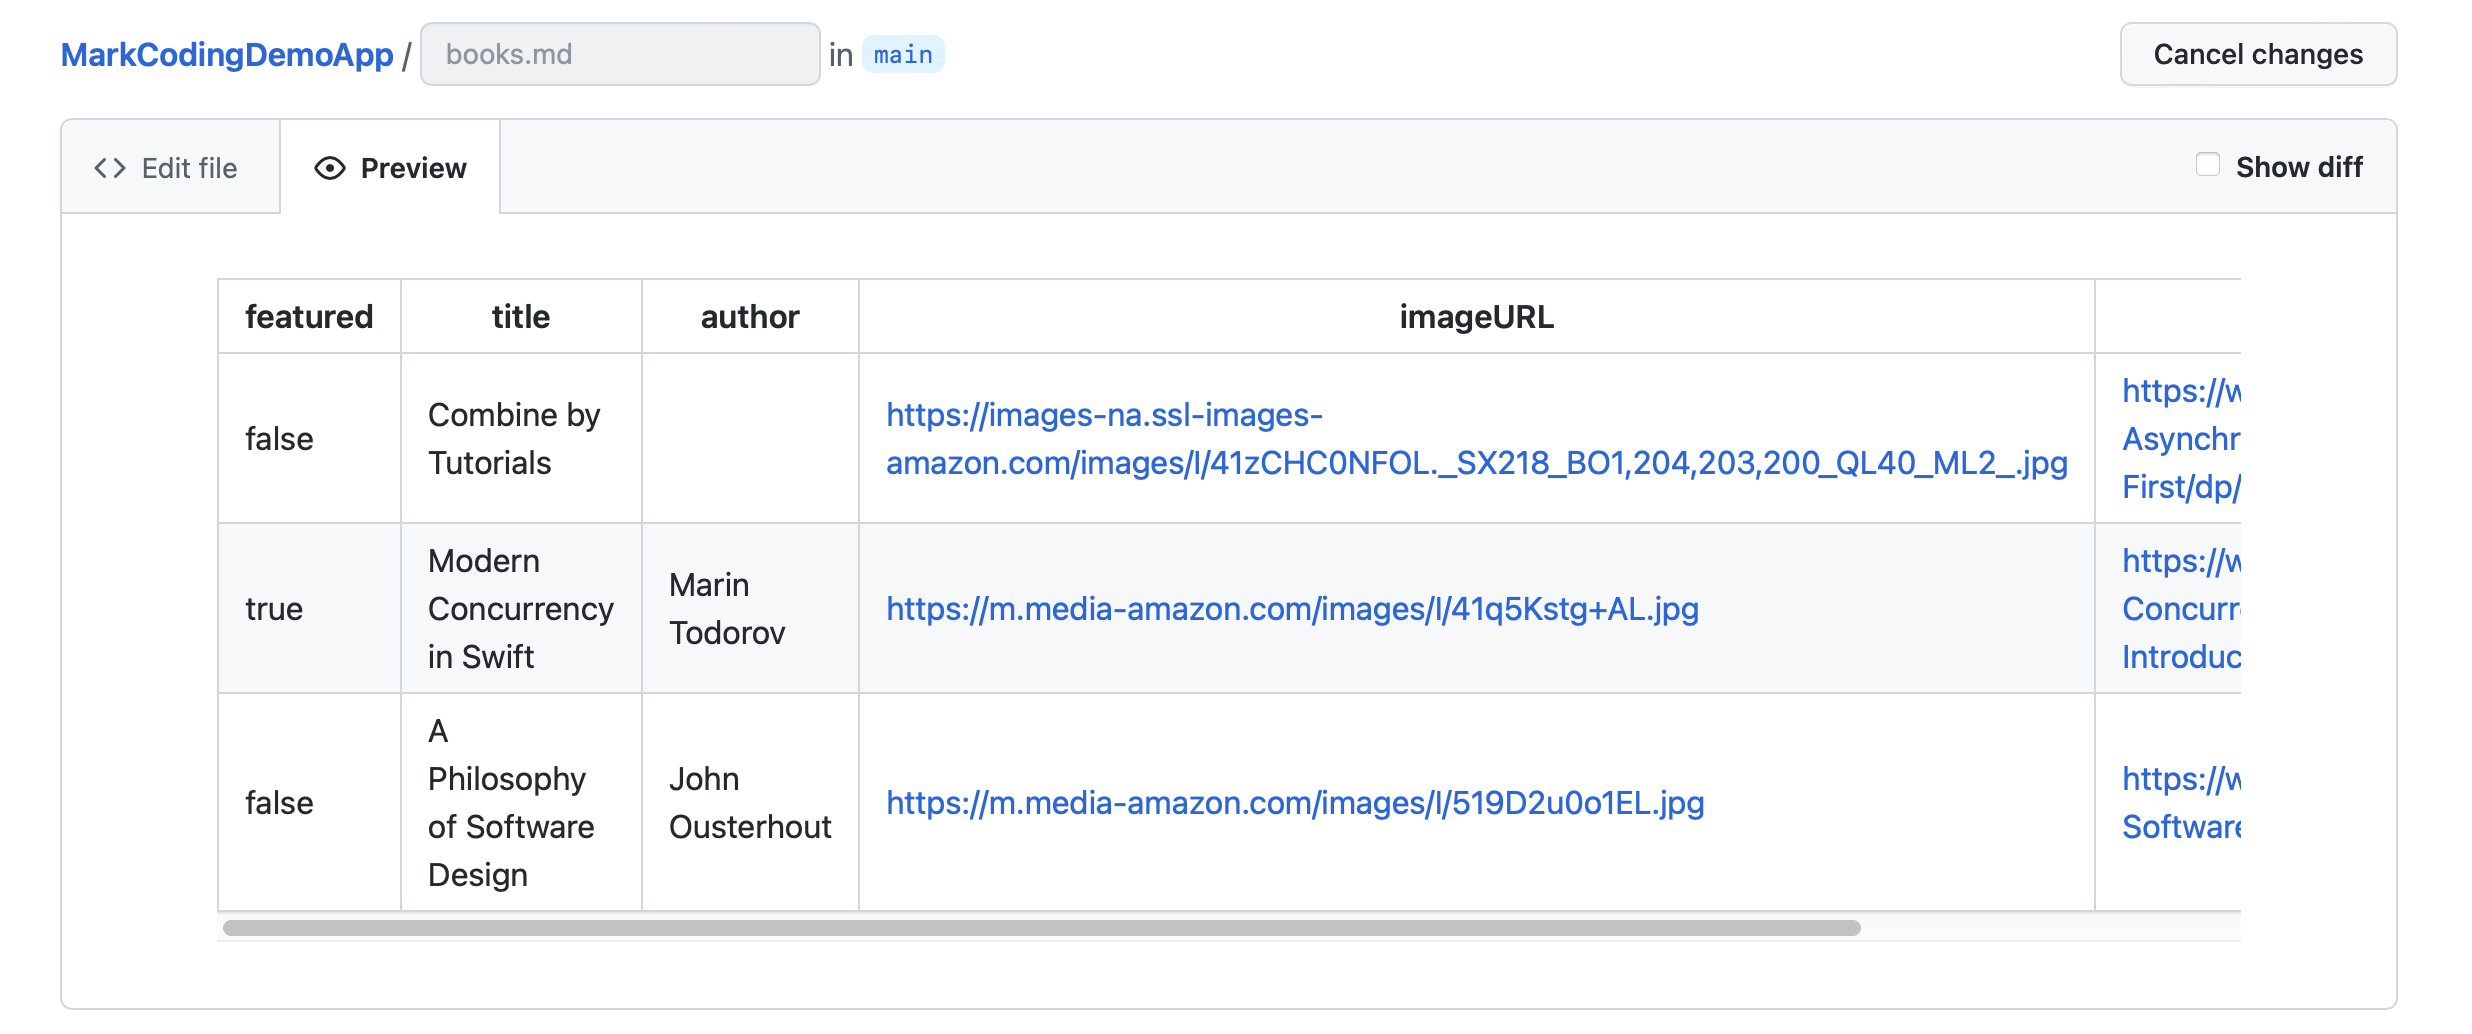 MarkCodingDemoApp / books.md in main Cancel changes
Edit file Preview Show diff
featured title author imageURL
false
Combine by
Tutorials
https://images-na.ssl-images-
amazon.com/images/I/41zCHC0NFOL._SX218_BO1,204,203,200_QL40_ML2_.jpg
https://w
Asynchr
First/dp/
true
Modern
Concurrency
in Swift
Marin
Todorov
https://m.media-amazon.com/images/I/41q5Kstg+AL.jpg
https://w
Concurr
Introduc
false
A
Philosophy
of Software
Design
John
Ousterhout
https://m.media-amazon.com/images/I/519D2u0o1EL.jpg
https://w
Software